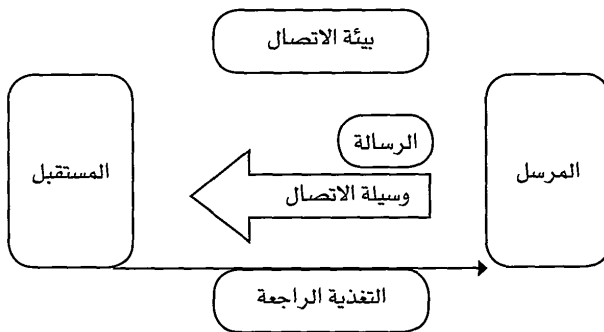 بيئة الاتصال
المرسل
الرسالة
وسيلة الاتصال
المستقبل
التغذية الراجعة